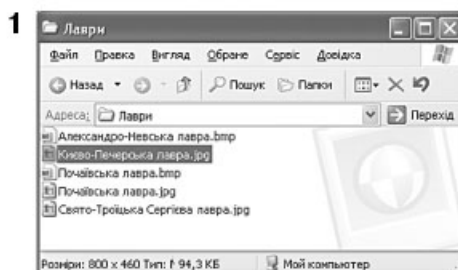 1
Лаври
Файл Правка Вигляд Обране Сервіс Довідка
Назад Пошук Папки
Адреса: Лаври Перехід
Александро-Невська лавра.bmp
Києво-Печерська лавра.jpg
Почаївська лавра.bmp
Почаївська лавра.jpg
Свято-Троїцька Сергієва лавра.jpg
Розміри: 800 x 460 Тип: 94,3 КБ Мой компьютер